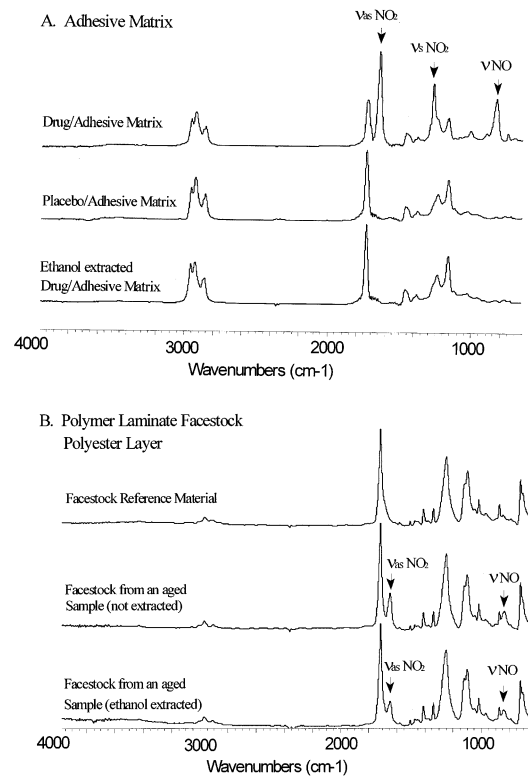 A. Adhesive Matrix
νas NO₂
νs NO₂
νNO
Drug/Adhesive Matrix
Placebo/Adhesive Matrix
Ethanol extracted
Drug/Adhesive Matrix
4000 3000 2000 1000
Wavenumbers (cm-1)
B. Polymer Laminate Facestock
Polyester Layer
Facestock Reference Material
νas NO₂
νNO
Facestock from an aged
Sample (not extracted)
νas NO₂
νNO
Facestock from an aged
Sample (ethanol extracted)
4000 3000 2000 1000
Wavenumbers (cm-1)